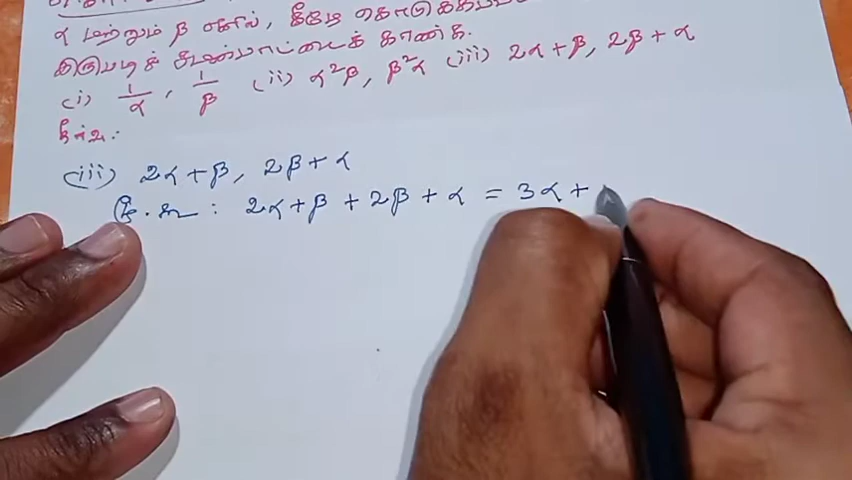 α மற்றும் β எனில், கீழே கொடுக்கப்
இருபடிச் சமன்பாட்டைக் காண்க.
(i) 1/α, 1/β (ii) α²β, β²α (iii) 2α+β, 2β+α
தீர்வு:
(iii) 2α+β, 2β+α
மூ.கூ : 2α+β + 2β+α = 3α+